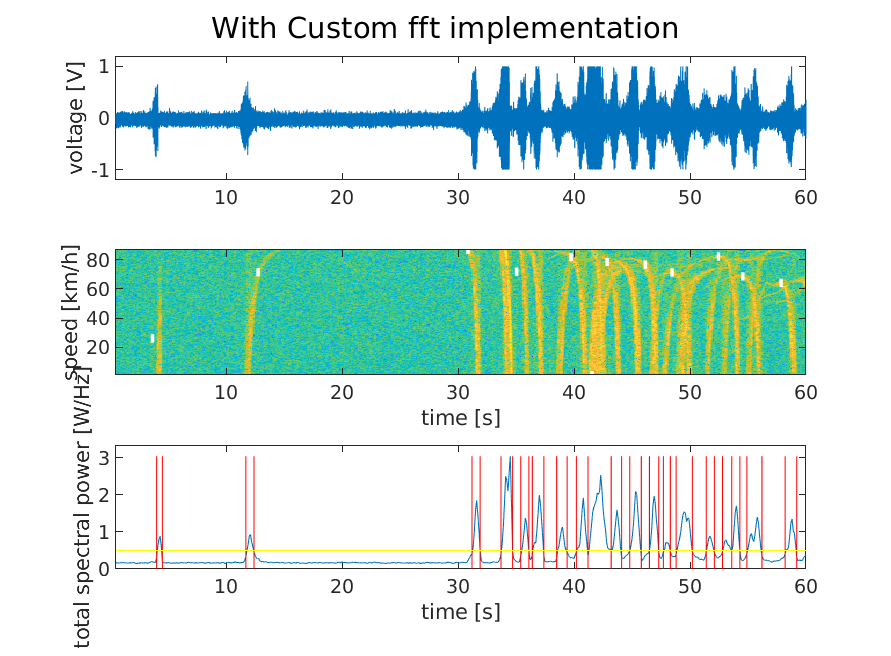 With Custom fft implementation
voltage [V]
1
0
-1
10 20 30 40 50 60
speed [km/h]
80
60
40
20
10 20 30 40 50 60
time [s]
total spectral power [W/Hz]
3
2
1
0
10 20 30 40 50 60
time [s]